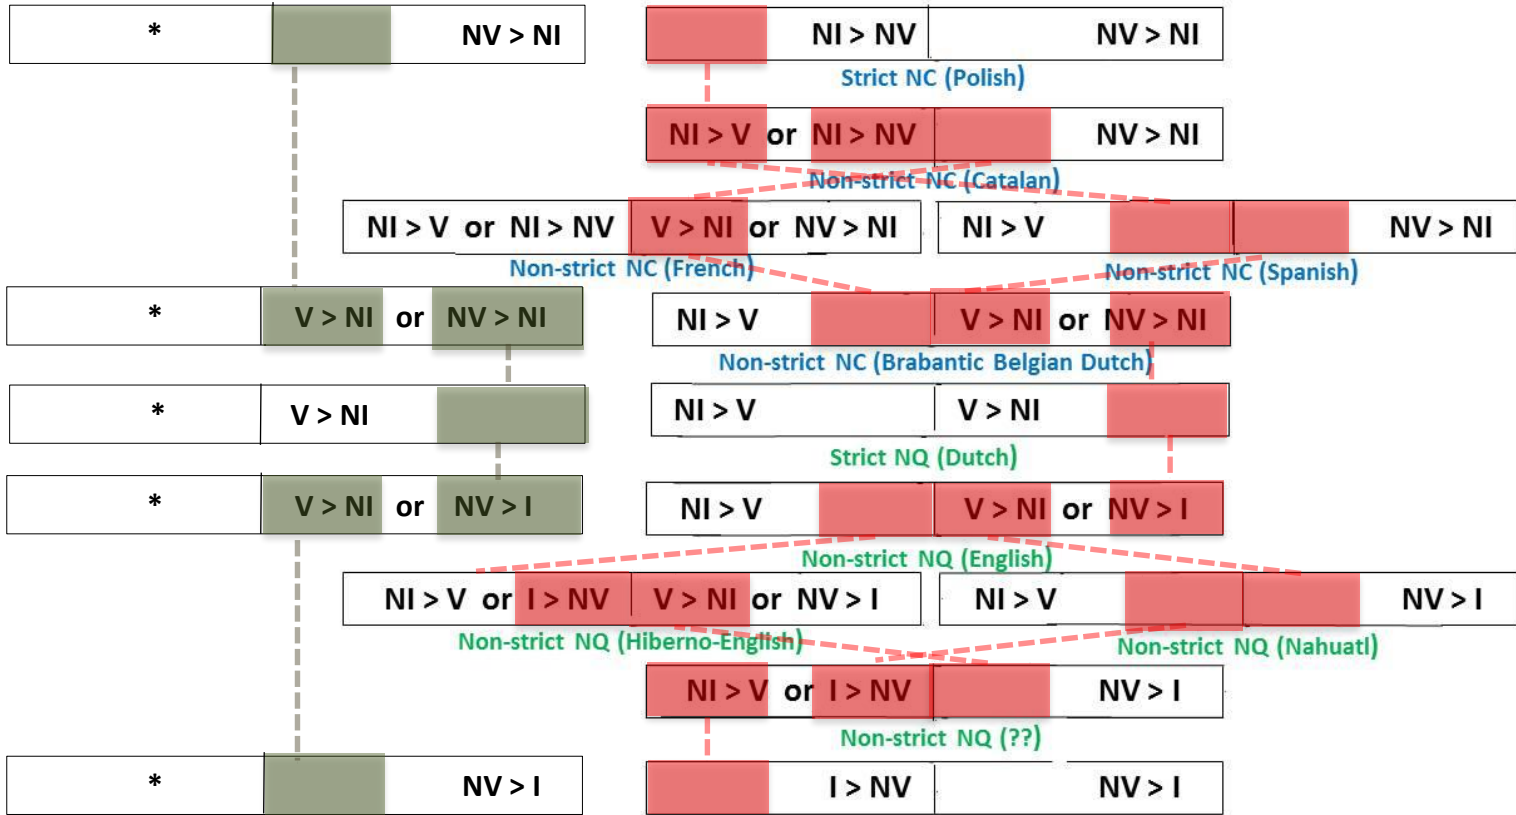 * NV > NI NI > NV NV > NI
Strict NC (Polish)
NI > V or NI > NV NV > NI
Non-strict NC (Catalan)
NI > V or NI > NV V > NI or NV > NI NI > V NV > NI
Non-strict NC (French) Non-strict NC (Spanish)
* V > NI or NV > NI NI > V V > NI or NV > NI
Non-strict NC (Brabantic Belgian Dutch)
* V > NI NI > V V > NI
Strict NQ (Dutch)
* V > NI or NV > I NI > V V > NI or NV > I
Non-strict NQ (English)
NI > V or I > NV V > NI or NV > I NI > V NV > I
Non-strict NQ (Hiberno-English) Non-strict NQ (Nahuatl)
NI > V or I > NV NV > I
Non-strict NQ (??)
* NV > I I > NV NV > I